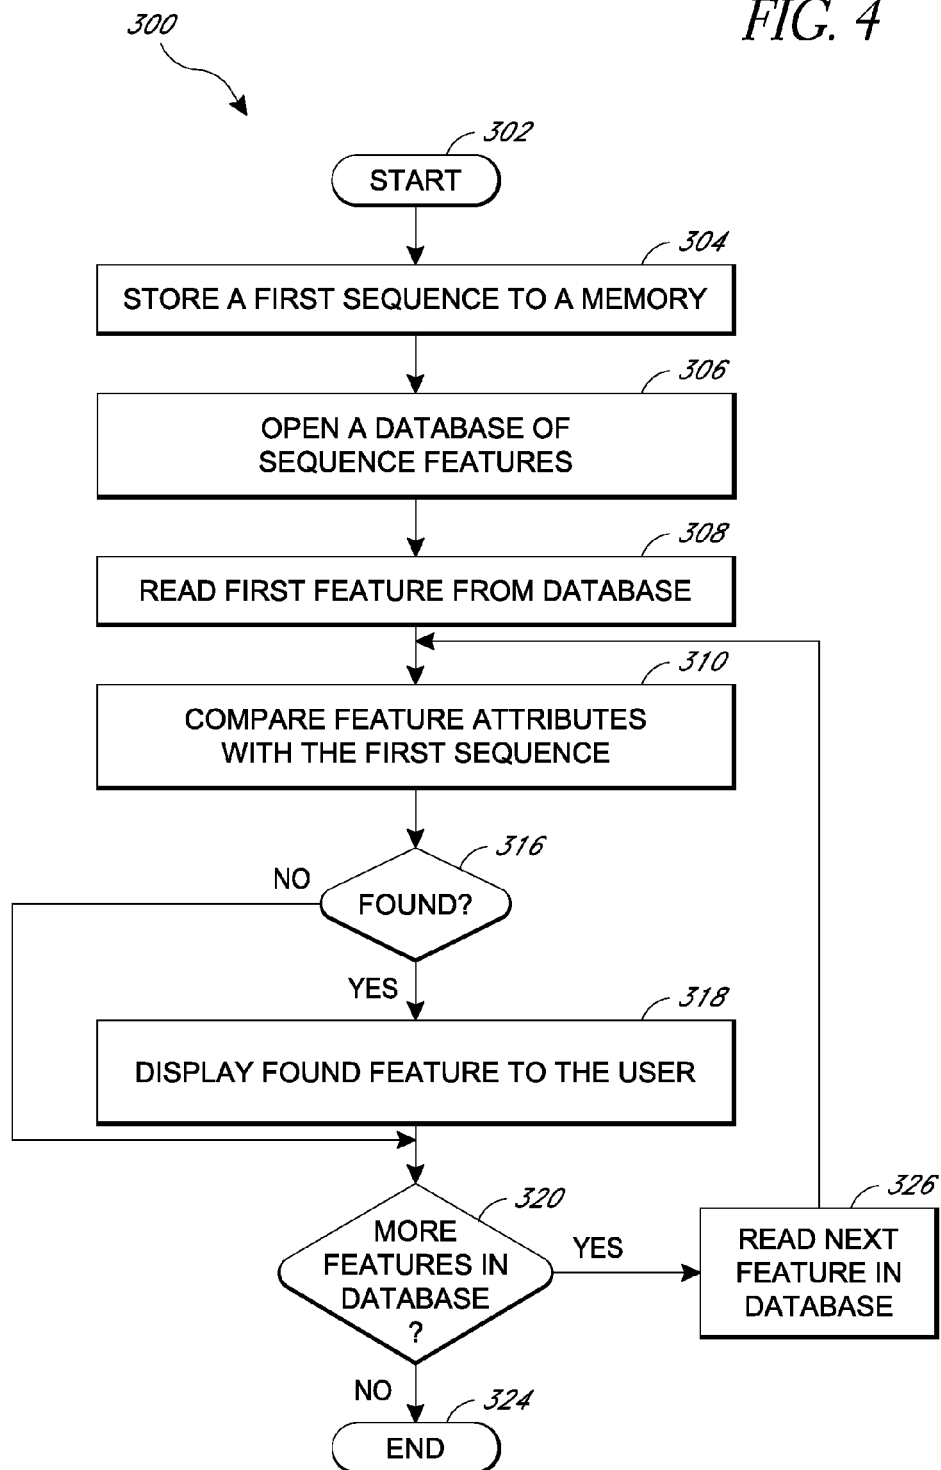 FIG. 4
300
302
START
304
STORE A FIRST SEQUENCE TO A MEMORY
306
OPEN A DATABASE OF
SEQUENCE FEATURES
308
READ FIRST FEATURE FROM DATABASE
310
COMPARE FEATURE ATTRIBUTES
WITH THE FIRST SEQUENCE
316
NO
FOUND?
YES
318
DISPLAY FOUND FEATURE TO THE USER
320
MORE
FEATURES IN
DATABASE
?
YES
326
READ NEXT
FEATURE IN
DATABASE
NO
324
END